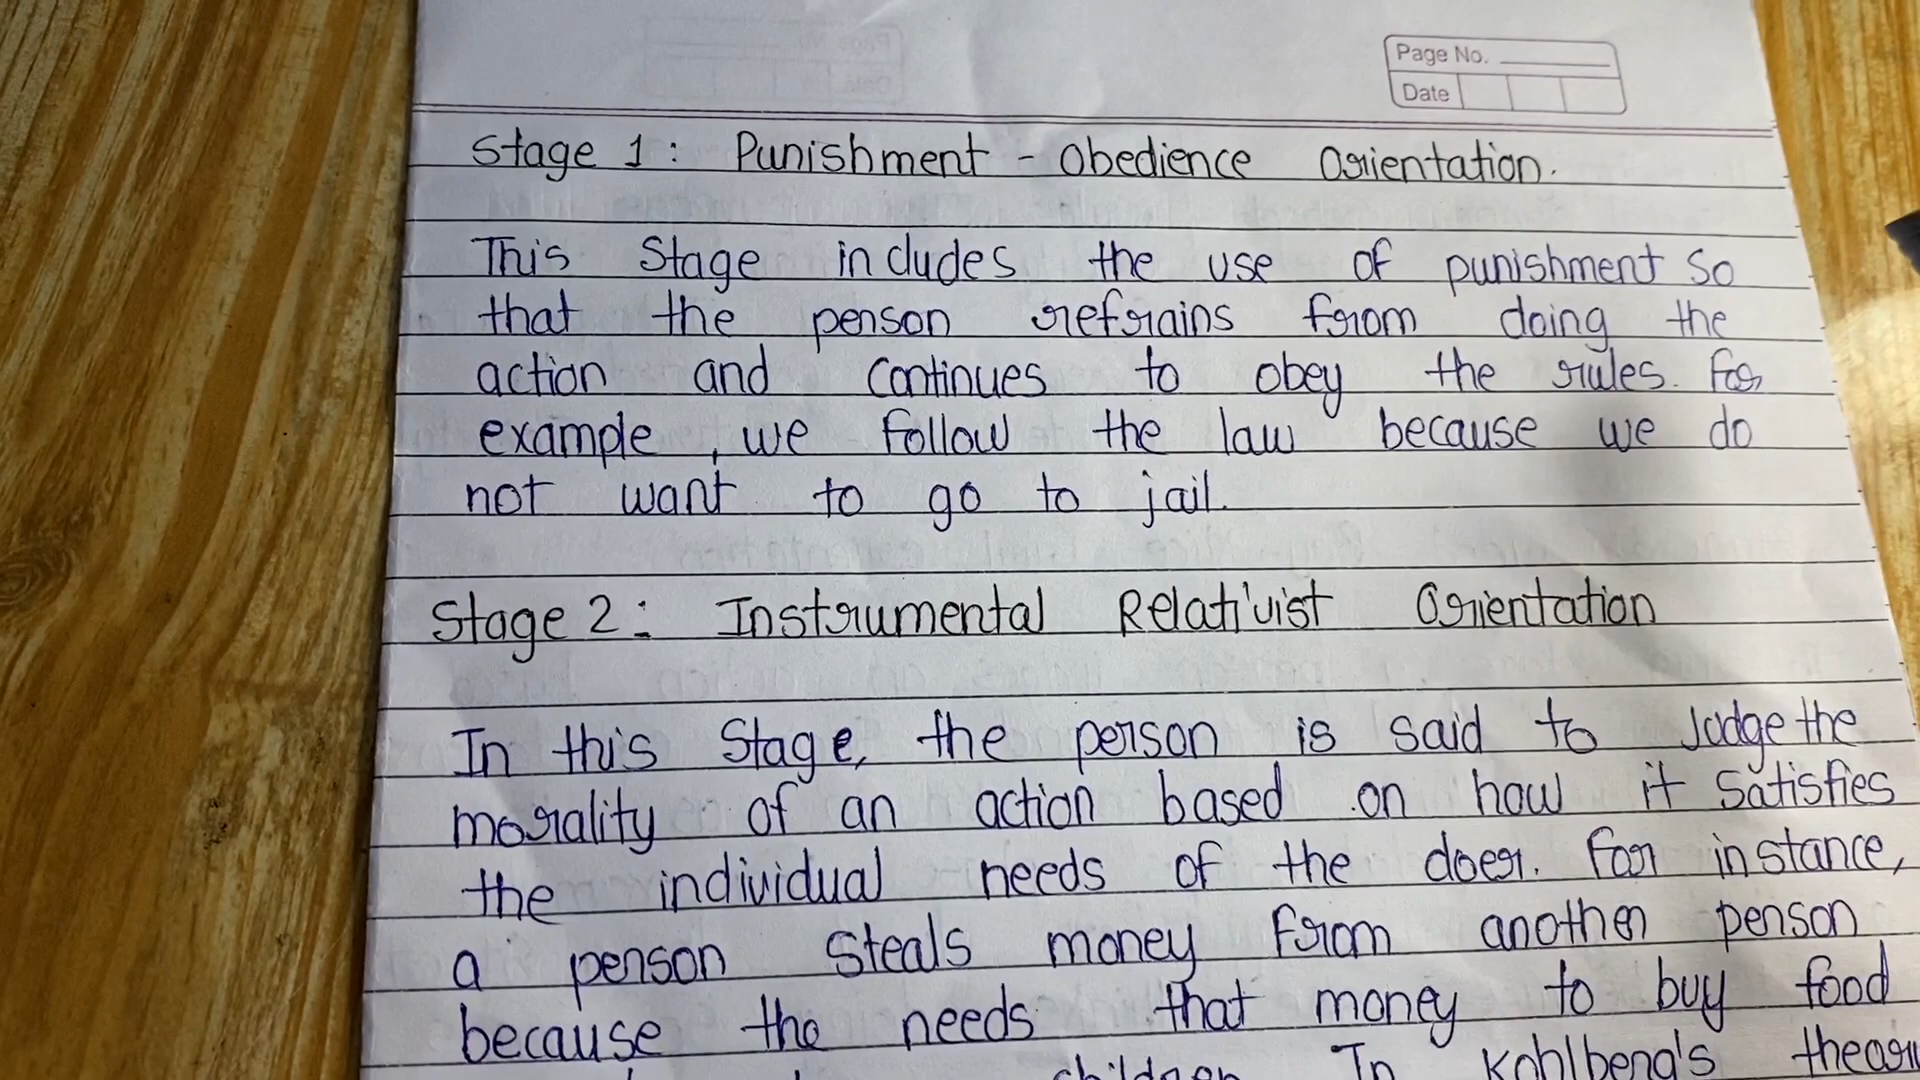 Page No.
Date
Stage 1: Punishment - Obedience Orientation.
This Stage includes the use of punishment so
that the person refrains from doing the
action and continues to obey the rules. For
example, we follow the law because we do
not want to go to jail.
Stage 2: Instrumental Relativist Orientation
In this Stage, the person is said to Judge the
morality of an action based on how it satisfies
the individual needs of the doer. For instance,
a person steals money from another person
because the needs that money to buy food
children. In Kohlberg's theory